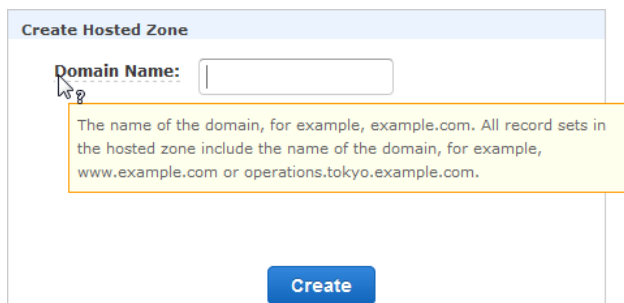 Create Hosted Zone
Domain Name:
The name of the domain, for example, example.com. All record sets in
the hosted zone include the name of the domain, for example,
www.example.com or operations.tokyo.example.com.
Create